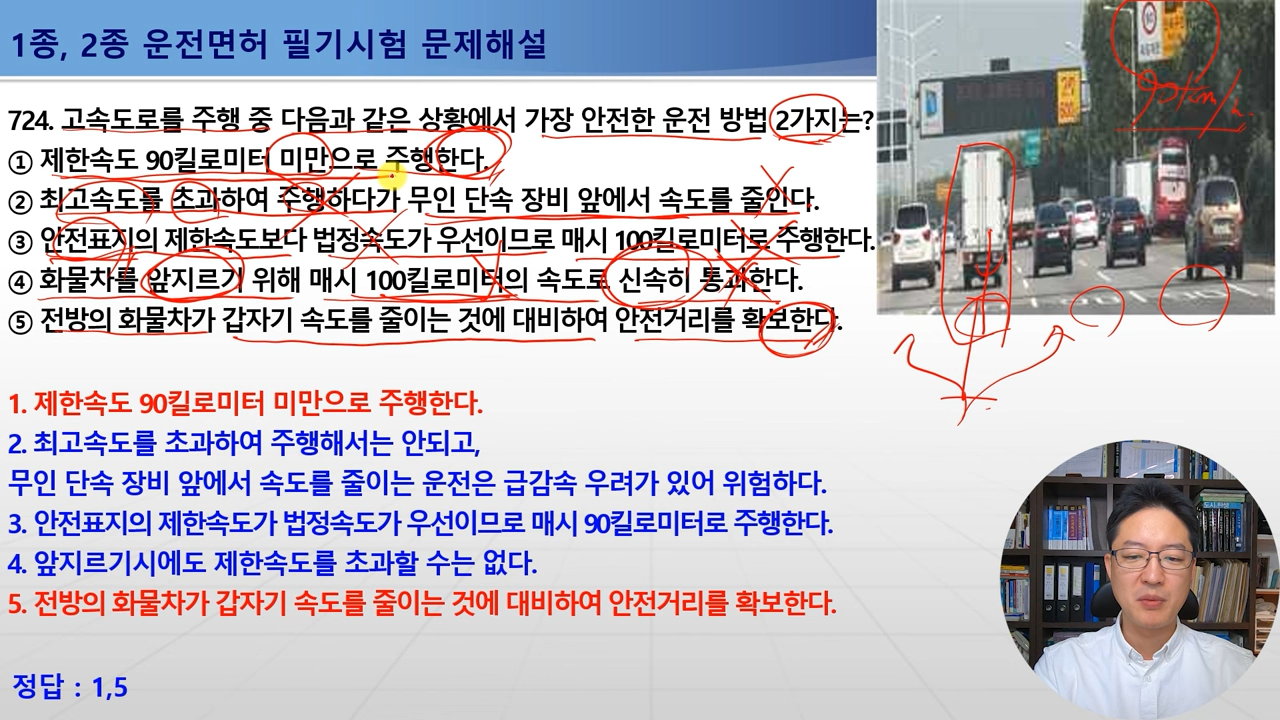 1종, 2종 운전면허 필기시험 문제해설
724. 고속도로를 주행 중 다음과 같은 상황에서 가장 안전한 운전 방법 2가지는?
① 제한속도 90킬로미터 미만으로 주행한다.
② 최고속도를 초과하여 주행하다가 무인 단속 장비 앞에서 속도를 줄인다.
③ 안전표지의 제한속도보다 법정속도가 우선이므로 매시 100킬로미터로 주행한다.
④ 화물차를 앞지르기 위해 매시 100킬로미터의 속도로 신속히 통과한다.
⑤ 전방의 화물차가 갑자기 속도를 줄이는 것에 대비하여 안전거리를 확보한다.
1. 제한속도 90킬로미터 미만으로 주행한다.
2. 최고속도를 초과하여 주행해서는 안되고,
무인 단속 장비 앞에서 속도를 줄이는 운전은 급감속 우려가 있어 위험하다.
3. 안전표지의 제한속도가 법정속도가 우선이므로 매시 90킬로미터로 주행한다.
4. 앞지르기시에도 제한속도를 초과할 수는 없다.
5. 전방의 화물차가 갑자기 속도를 줄이는 것에 대비하여 안전거리를 확보한다.
정답 : 1,5